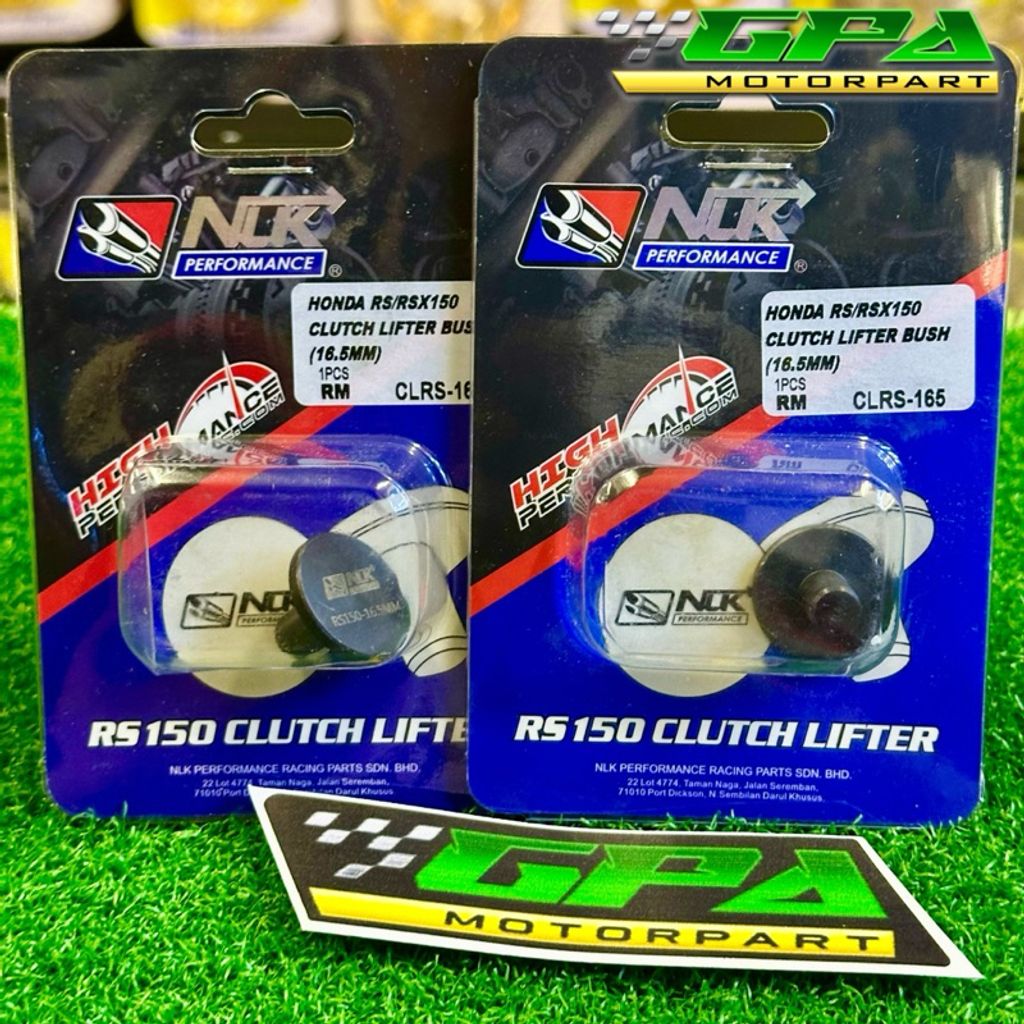 GPA
MOTORPART
NLK
PERFORMANCE
®
HONDA RS/RSX150
CLUTCH LIFTER BUS
(16.5MM)
1PCS
RM CLRS-16
HIGH
PERFORMANCE
NLK
NLK
RS150-16.5MM
RS150 CLUTCH LIFTE
NLK PERFORMANCE RACING PARTS SDN. BHD.
22 Lot 4774, Taman Naga, Jalan Seremban,
71010 Port Dickson, N Sembilan Darul Khusus.
NLK
PERFORMANCE
®
HONDA RS/RSX150
CLUTCH LIFTER BUSH
(16.5MM)
1PCS
RM CLRS-165
HIGH
PERFORMANCE
NLK
PERFORMANCE
RS150 CLUTCH LIFTER
NLK PERFORMANCE RACING PARTS SDN. BHD.
22 Lot 4774, Taman Naga, Jalan Seremban,
71010 Port Dickson, N Sembilan Darul Khusus.
GPA
MOTORPART